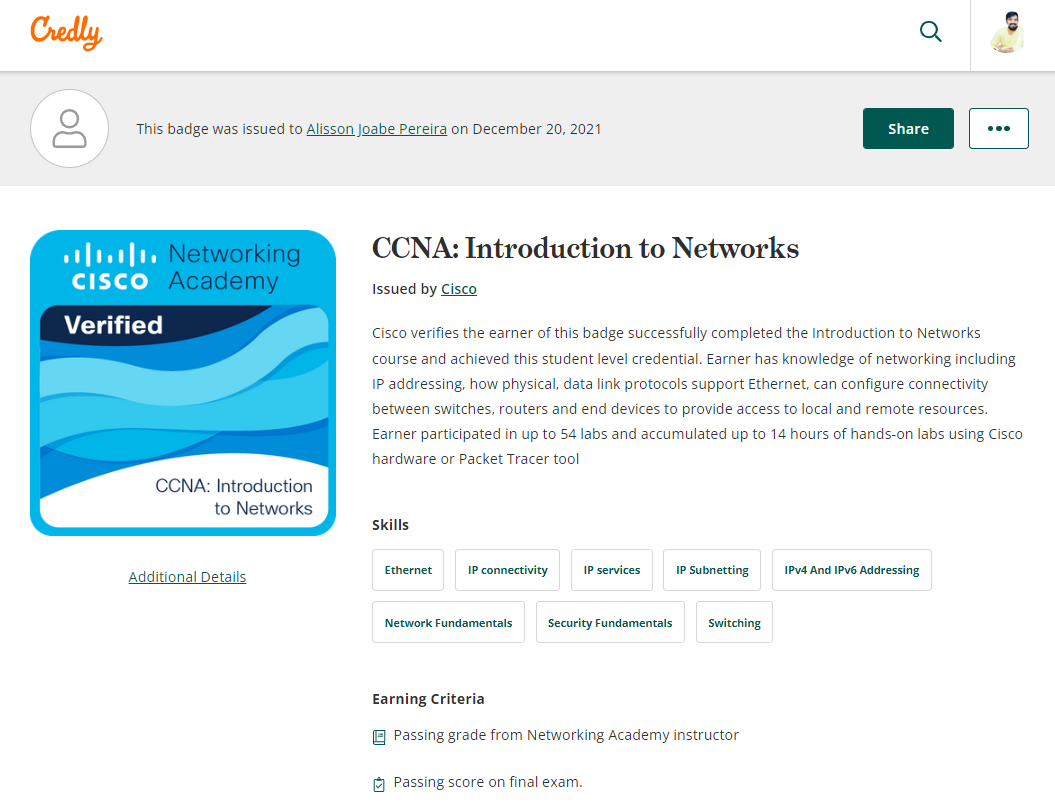 Credly
This badge was issued to Alisson Joabe Pereira on December 20, 2021
Share
CISCO
Networking
Academy
Verified
CCNA: Introduction
to Networks
Additional Details
CCNA: Introduction to Networks
Issued by Cisco
Cisco verifies the earner of this badge successfully completed the Introduction to Networks
course and achieved this student level credential. Earner has knowledge of networking including
IP addressing, how physical, data link protocols support Ethernet, can configure connectivity
between switches, routers and end devices to provide access to local and remote resources.
Earner participated in up to 54 labs and accumulated up to 14 hours of hands-on labs using Cisco
hardware or Packet Tracer tool
Skills
Ethernet
IP connectivity
IP services
IP Subnetting
IPv4 And IPv6 Addressing
Network Fundamentals
Security Fundamentals
Switching
Earning Criteria
Passing grade from Networking Academy instructor
Passing score on final exam.